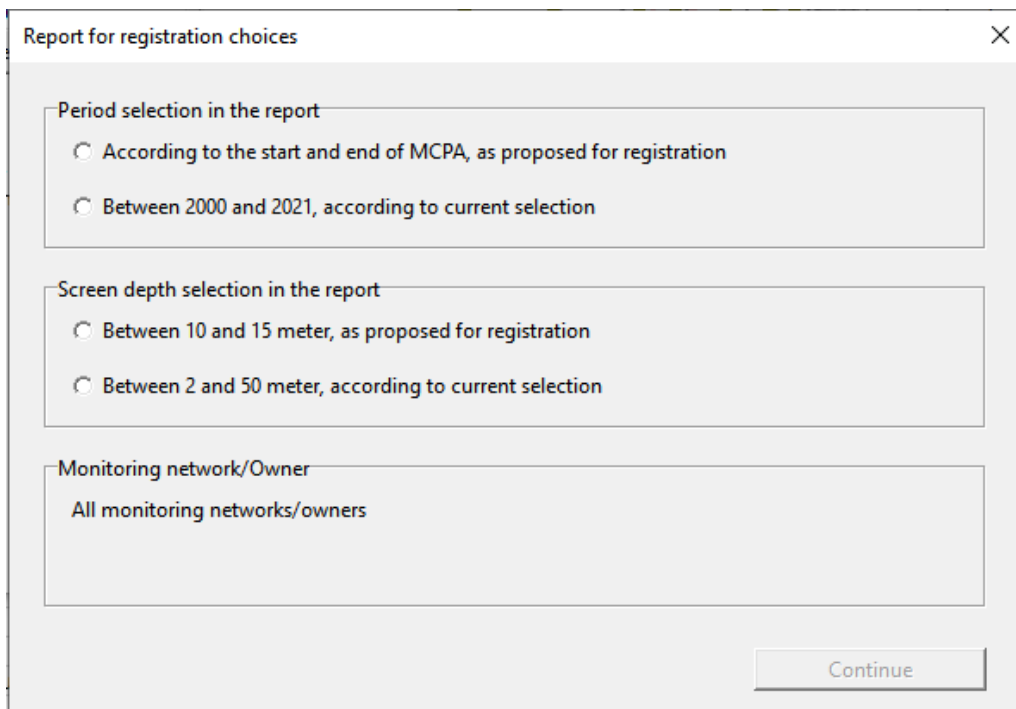 Report for registration choices
Period selection in the report
According to the start and end of MCPA, as proposed for registration
Between 2000 and 2021, according to current selection
Screen depth selection in the report
Between 10 and 15 meter, as proposed for registration
Between 2 and 50 meter, according to current selection
Monitoring network/Owner
All monitoring networks/owners
Continue